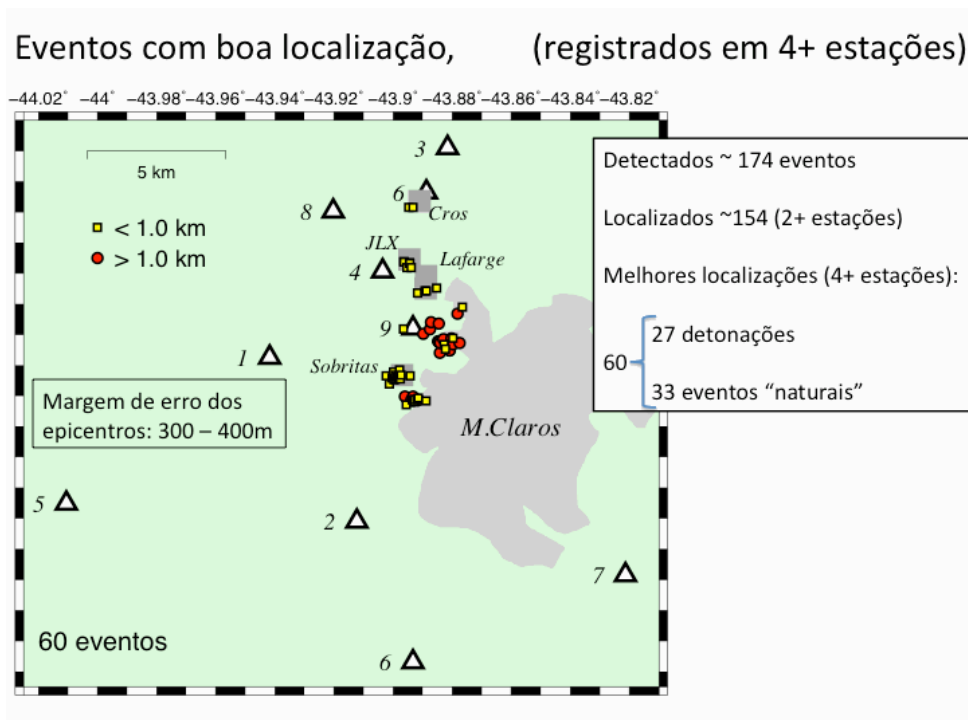 Eventos com boa localização, (registrados em 4+ estações)
−44.02° −44° −43.98° −43.96° −43.94° −43.92° −43.9° −43.88° −43.86° −43.84° −43.82°
3
5 km
6
Cros
8
< 1.0 km
JLX
> 1.0 km
Lafarge
4
9
1
Sobritas
Margem de erro dos
epicentros: 300 – 400m
M.Claros
5
2
7
60 eventos
6
Detectados ~ 174 eventos
Localizados ~154 (2+ estações)
Melhores localizações (4+ estações):
27 detonações
60
33 eventos “naturais”